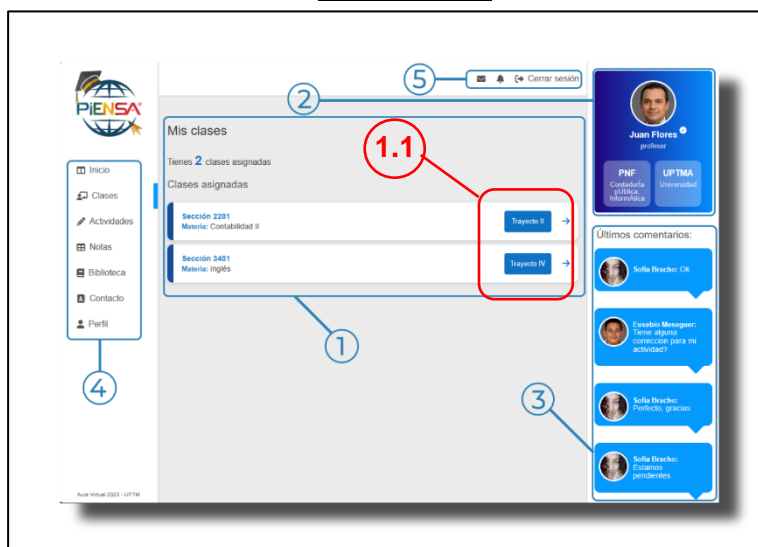 PiENSA
Inicio
Clases
Actividades
Notas
Biblioteca
Contacto
Perfil
4
Aula Virtual 2023 - UPTM
5
Cerrar sesión
2
Mis clases
Tienes 2 clases asignadas
Clases asignadas
1.1
Sección 2201
Materia: Contabilidad II
Trayecto II
Sección 3401
Materia: Inglés
Trayecto IV
1
3
Juan Flores
profesor
PNF
Contaduría
pÚblica,
InformÁtica
UPTMA
Universidad
Últimos comentarios:
Sofia Bracho: Ok
Eusebio Meseguer:
Tiene alguna
correccion para mi
actividad?
Sofia Bracho:
Perfecto, gracias
Sofia Bracho:
Estamos
pendientes